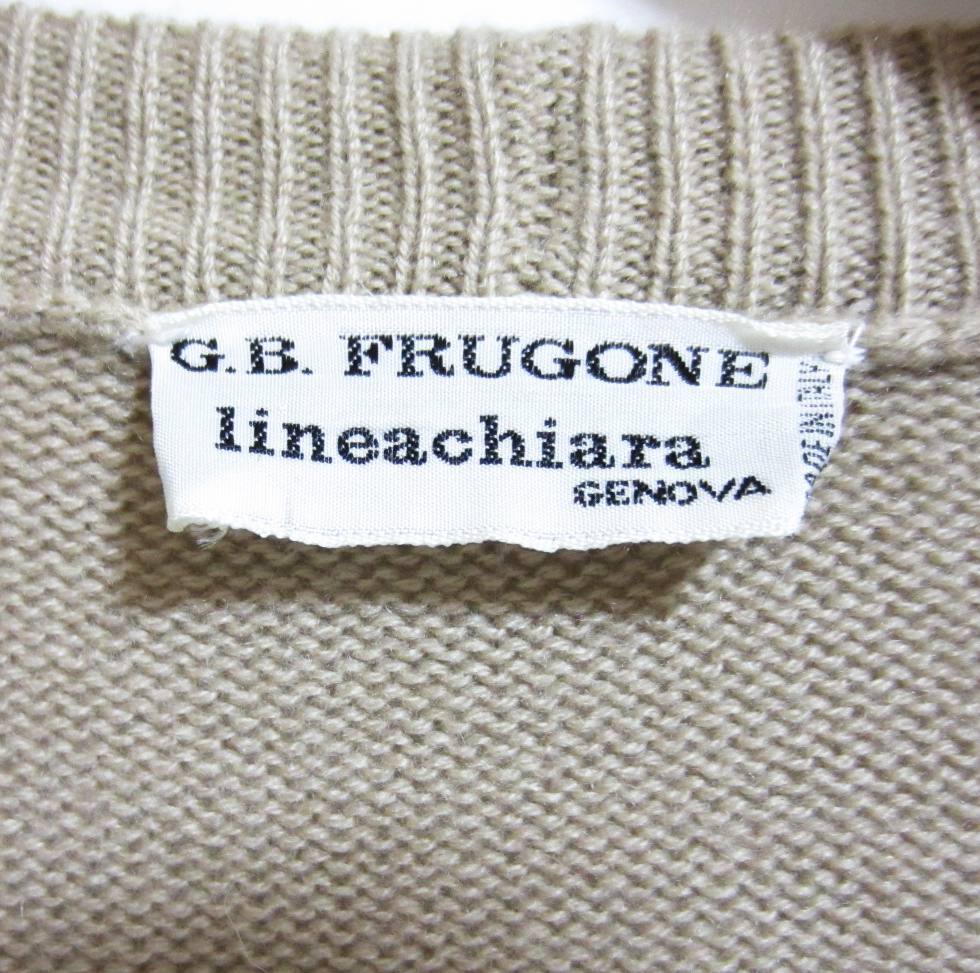 G.B. FRUGONE
lineachiara
GENOVA
MADE IN ITALY